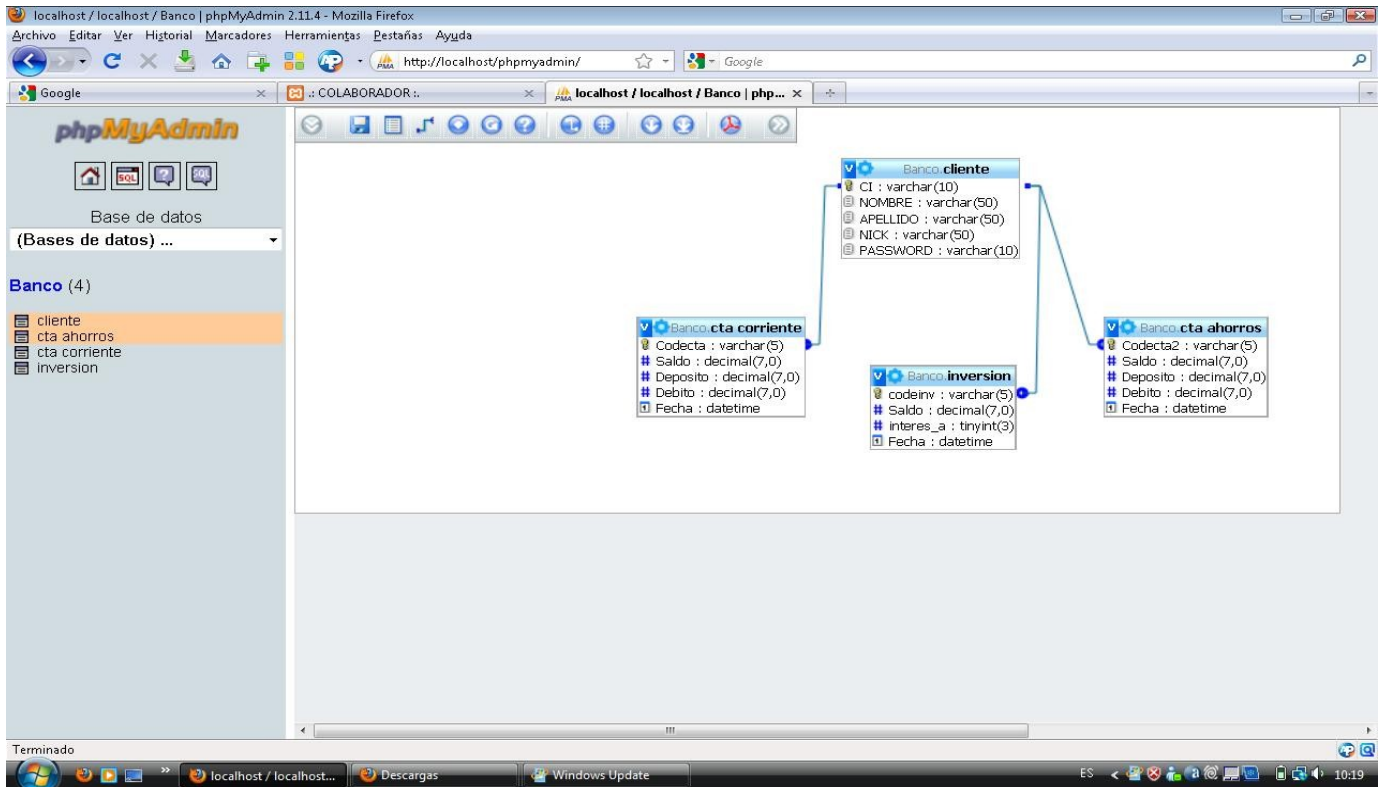 localhost / localhost / Banco | phpMyAdmin 2.11.4 - Mozilla Firefox
Archivo Editar Ver Historial Marcadores Herramientas Pestañas Ayuda
http://localhost/phpmyadmin/
Google
Google
.: COLABORADOR :.
localhost / localhost / Banco | php...
phpMyAdmin
SQL
SQL
Base de datos
(Bases de datos) ...
Banco (4)
cliente
cta ahorros
cta corriente
inversion
Banco.cliente
CI : varchar(10)
NOMBRE : varchar(50)
APELLIDO : varchar(50)
NICK : varchar(50)
PASSWORD : varchar(10)
Banco.cta corriente
Codecta : varchar(5)
Saldo : decimal(7,0)
Deposito : decimal(7,0)
Debito : decimal(7,0)
Fecha : datetime
Banco.inversion
codeinv : varchar(5)
Saldo : decimal(7,0)
interes_a : tinyint(3)
Fecha : datetime
Banco.cta ahorros
Codecta2 : varchar(5)
Saldo : decimal(7,0)
Deposito : decimal(7,0)
Debito : decimal(7,0)
Fecha : datetime
Terminado
localhost / localhost...
Descargas
Windows Update
ES
10:19